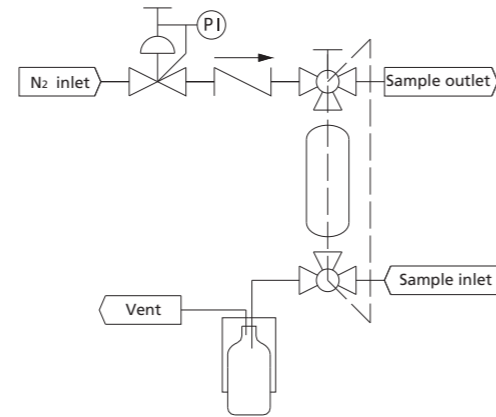 PI
N₂ inlet
Sample outlet
Sample inlet
Vent